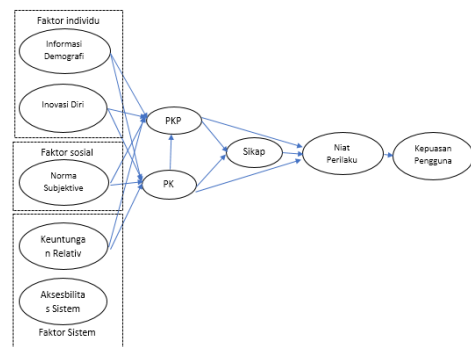 Faktor individu
Informasi
Demografi
Inovasi Diri
Faktor sosial
Norma
Subjektive
Keuntunga
n Relativ
Aksesbilita
s Sistem
Faktor Sistem
PKP
PK
Sikap
Niat
Perilaku
Kepuasan
Pengguna